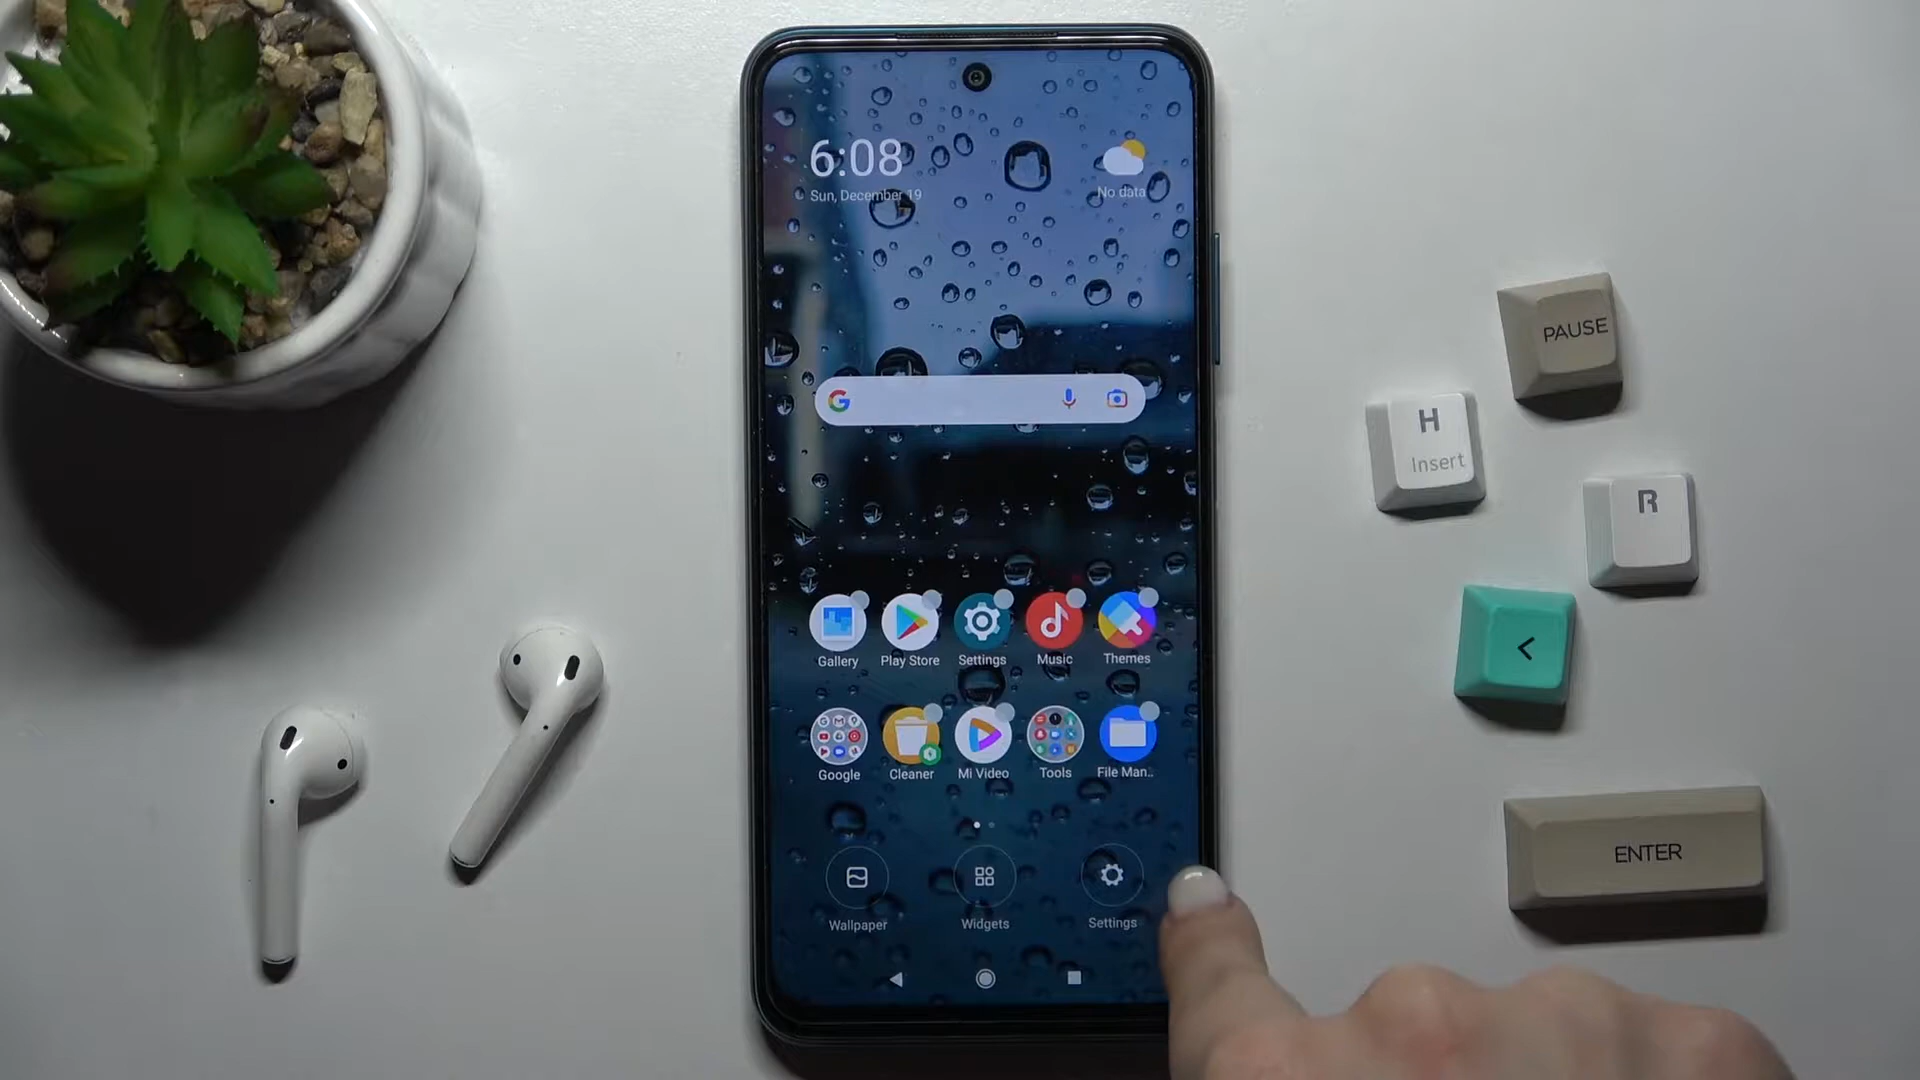 6:08
Sun, December 19
No data
G
Gallery
Play Store
Settings
Music
Themes
Google
Cleaner
Mi Video
Tools
File Man..
Wallpaper
Widgets
Settings
PAUSE
H
Insert
R
<
ENTER